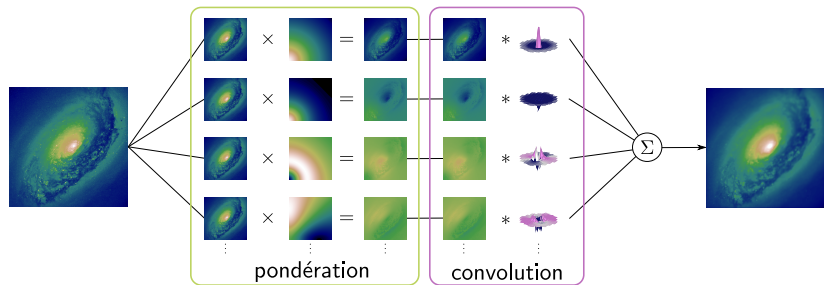 × = *
× = *
× = *
× = *
Σ
pondération
convolution